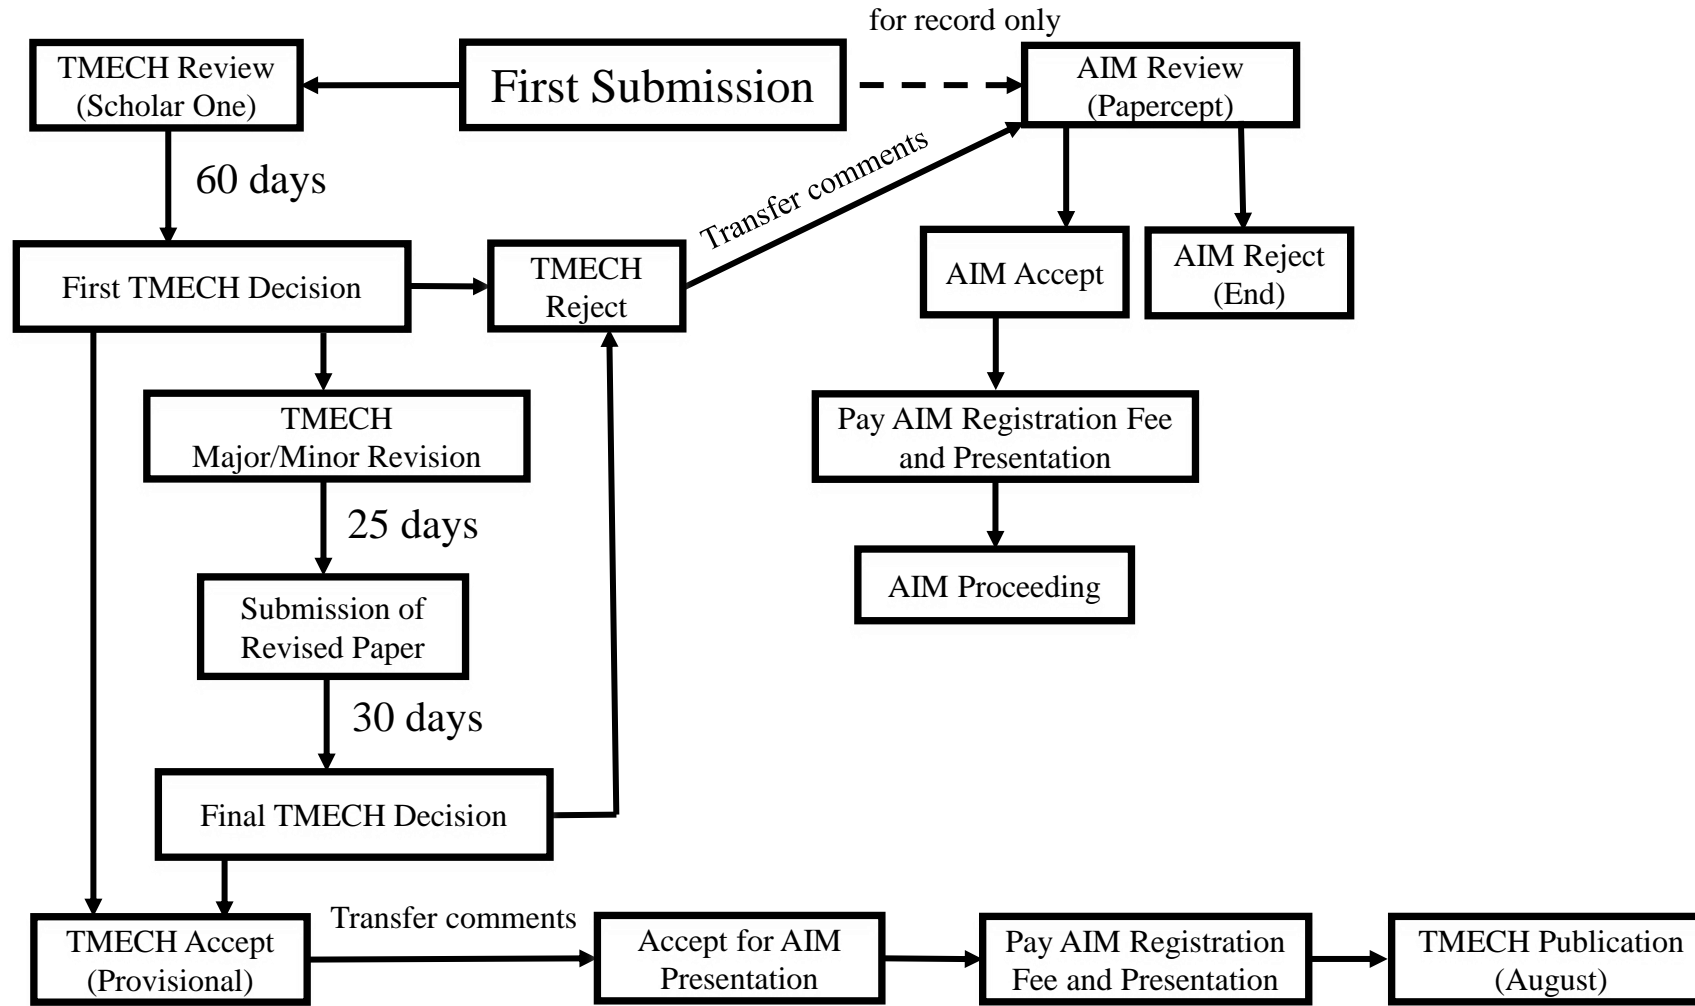 for record only
TMECH Review
(Scholar One)
First Submission
AIM Review
(Papercept)
60 days
Transfer comments
First TMECH Decision
TMECH
Reject
AIM Accept
AIM Reject
(End)
TMECH
Major/Minor Revision
Pay AIM Registration Fee
and Presentation
25 days
Submission of
Revised Paper
AIM Proceeding
30 days
Final TMECH Decision
TMECH Accept
(Provisional)
Transfer comments
Accept for AIM
Presentation
Pay AIM Registration
Fee and Presentation
TMECH Publication
(August)